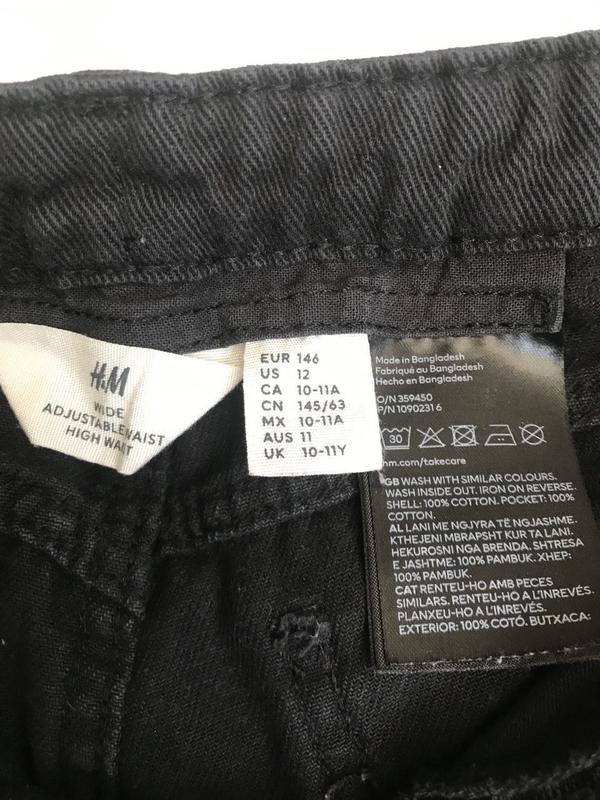 H&M
WIDE
ADJUSTABLE WAIST
HIGH WAIST
EUR 146
US 12
CA 10-11A
CN 145/63
MX 10-11A
AUS 11
UK 10-11Y
Made in Bangladesh
Fabriqué au Bangladesh
Hecho en Bangladesh
O/N 359450
P/N 109023 6
30
hm.com/takecare
GB WASH WITH SIMILAR COLOURS.
WASH INSIDE OUT. IRON ON REVERSE.
SHELL: 100% COTTON. POCKET: 100%
COTTON.
AL LANI ME NGJYRA TË NGJASHME.
KTHEJENI MBRAPSHT KUR TA LANI.
HEKUROSNI NGA BRENDA. SHTRESA
E JASHTME: 100% PAMBUK. XHEP:
100% PAMBUK.
CAT RENTEU-HO AMB PECES
SIMILARS. RENTEU-HO A L'INREVÉS.
PLANXEU-HO A L'INREVÉS.
EXTERIOR: 100% COTÓ. BUTXACA: